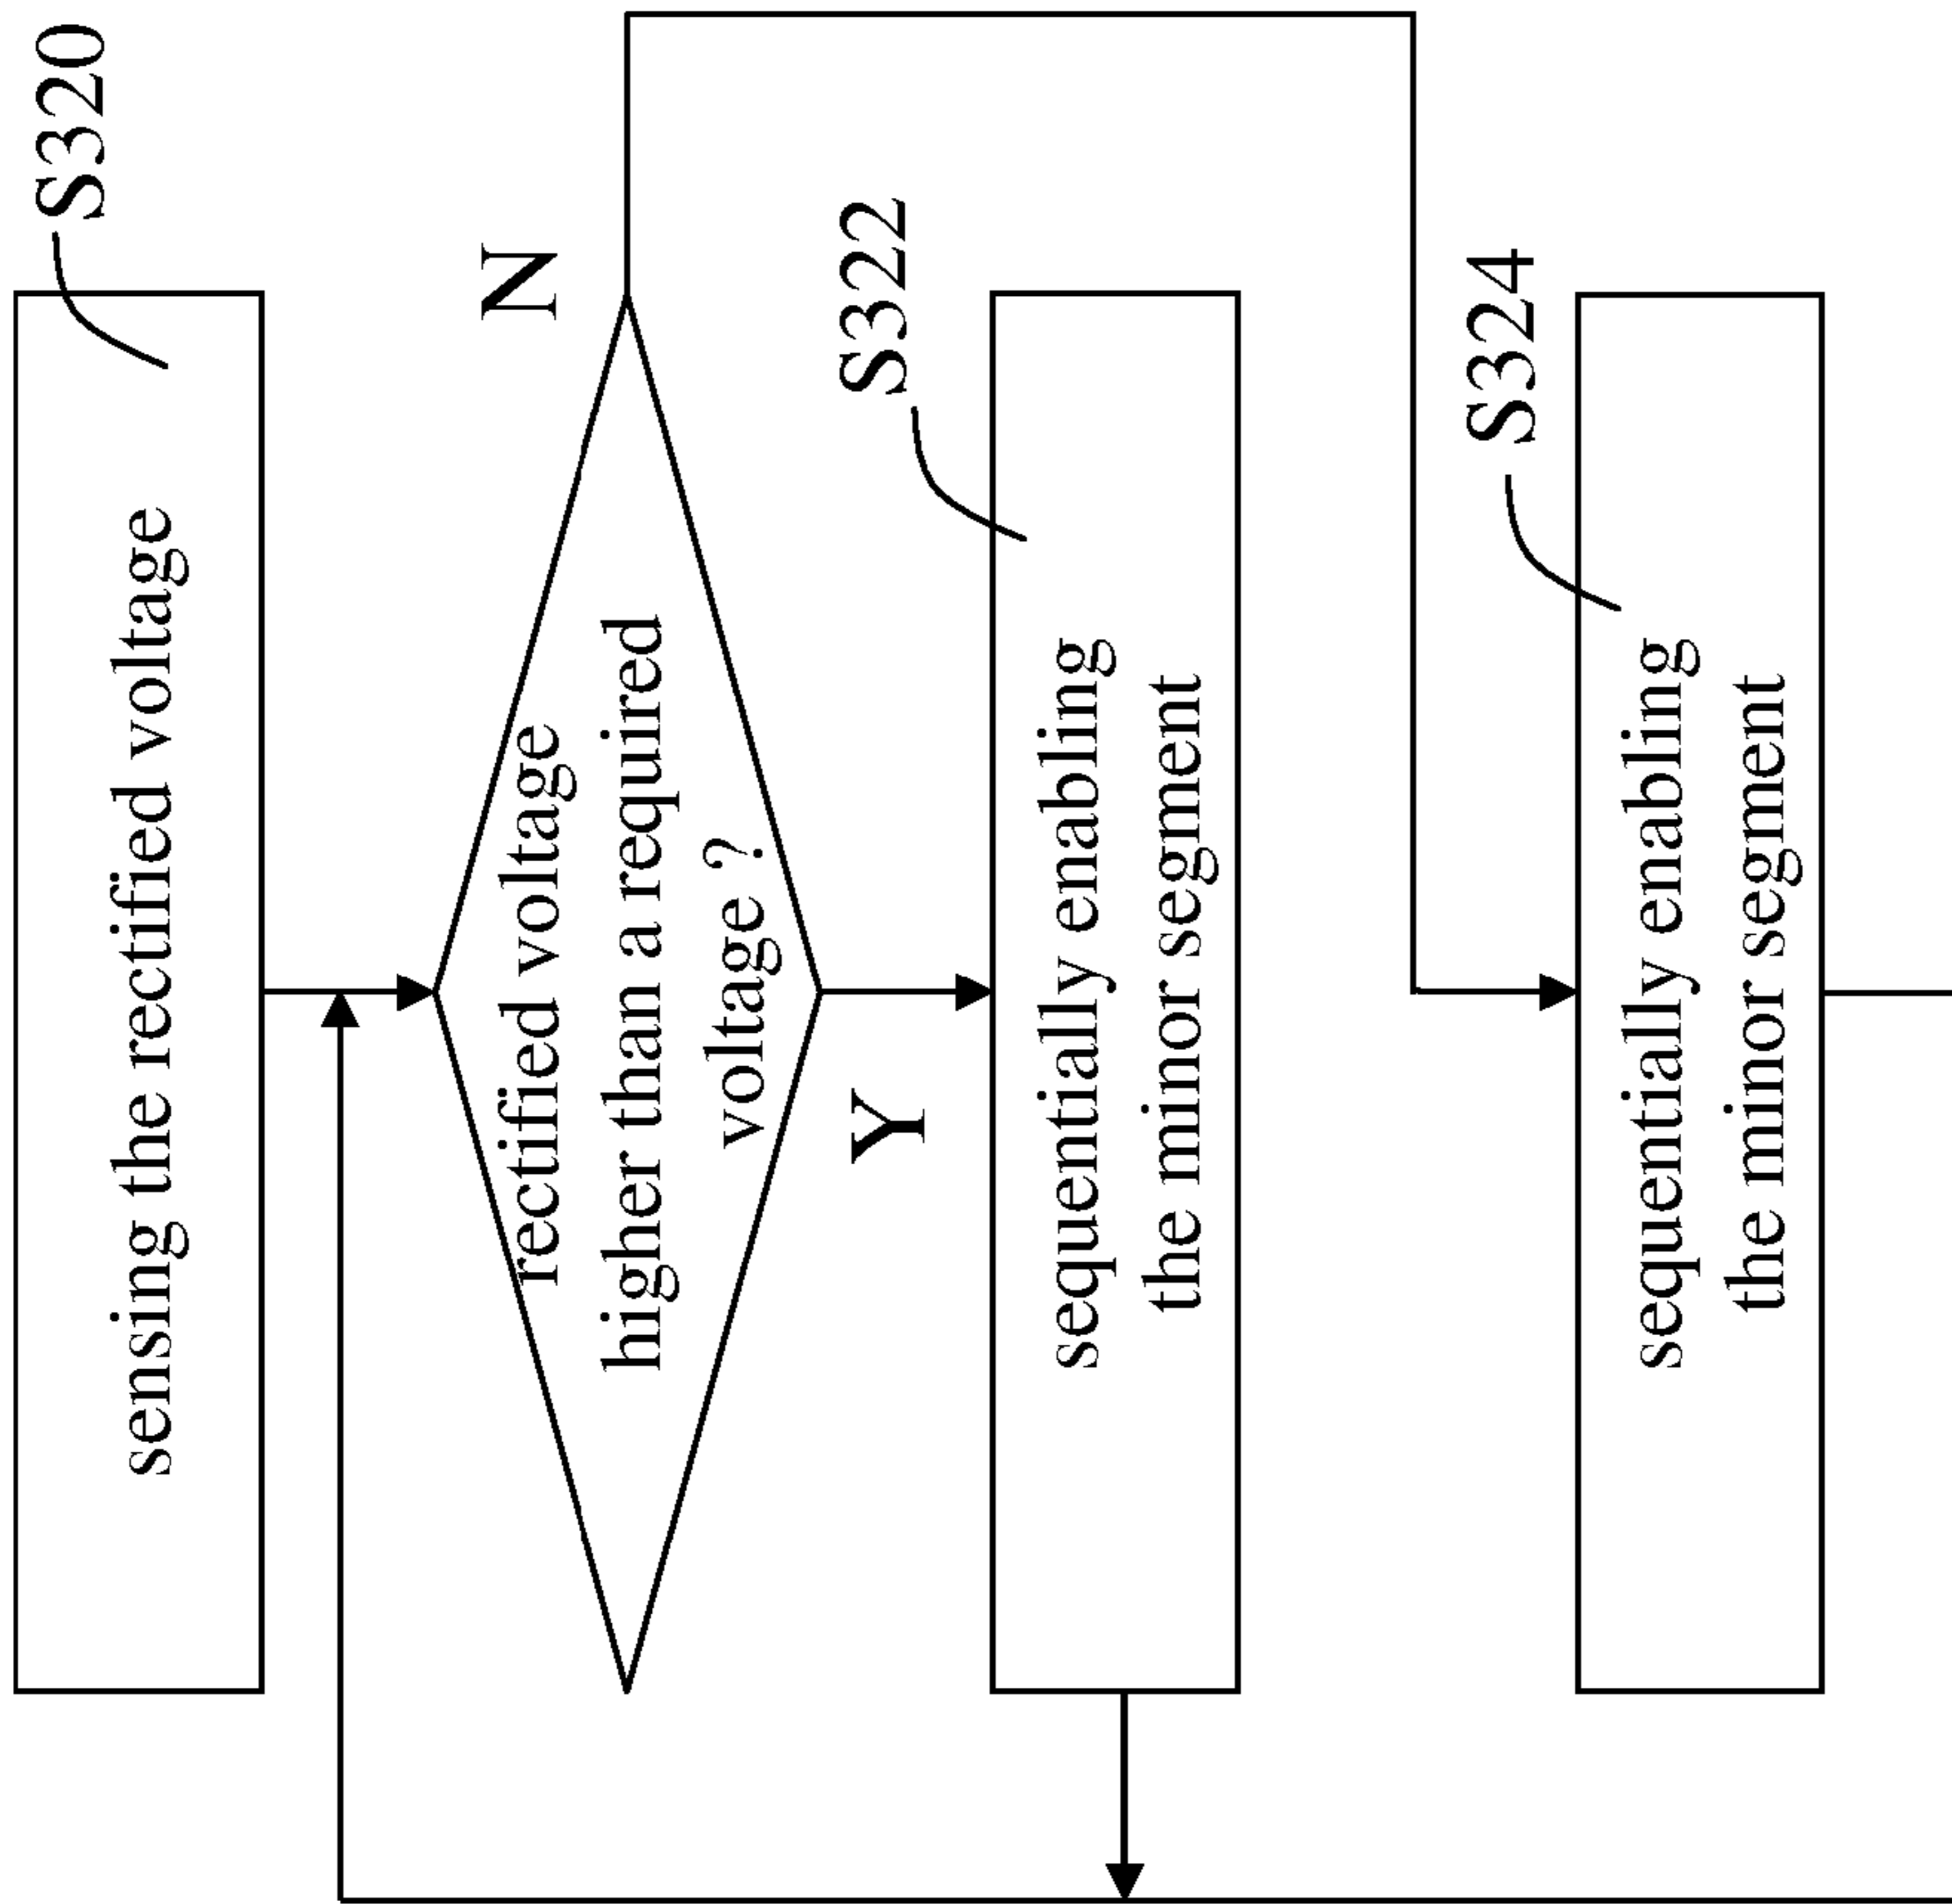 S320
sensing the rectified voltage
N
rectified voltage
higher than a required
voltage ?
Y
S322
sequentially enabling
the minor segment
S324
sequentially enabling
the minor segment